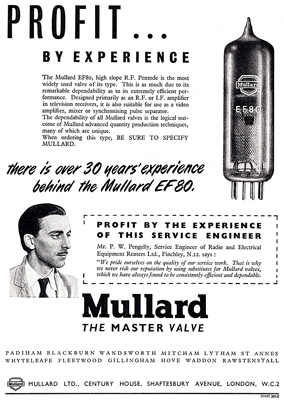 PROFIT...
BY EXPERIENCE
The Mullard EF80, high slope R.F. Pentode is the most
widely used valve of its type. This is as much due to its
remarkable dependability as to its extremely efficient per-
formance. Designed primarily as an R.F. or I.F. amplifier
in television receivers, it is also suitable for use as a video
amplifier, mixer or synchronising pulse separator.
The dependability of all Mullard valves is the logical out-
come of Mullard advanced quantity production techniques,
many of which are unique.
When ordering this type, BE SURE TO SPECIFY
MULLARD.
Mullard
EF80
there is over 30 years' experience
behind the Mullard EF80.
PROFIT BY THE EXPERIENCE
OF THIS SERVICE ENGINEER
Mr. P. W. Pengelly, Service Engineer of Radio and Electrical
Equipment Renters Ltd., Finchley, N.12. says:
"We pride ourselves on the quality of our service work. That is why
we never risk our reputation by using substitutes for Mullard valves,
which we have always found to be consistently efficient and dependable."
Mullard
THE MASTER VALVE
PADIHAM BLACKBURN WANDSWORTH MITCHAM LYTHAM ST ANNES
WHYTELEAFE FLEETWOOD GILLINGHAM HOVE WADDON RAWSTENSTALL
Mullard
MULLARD LTD., CENTURY HOUSE, SHAFTESBURY AVENUE, LONDON, W.C.2